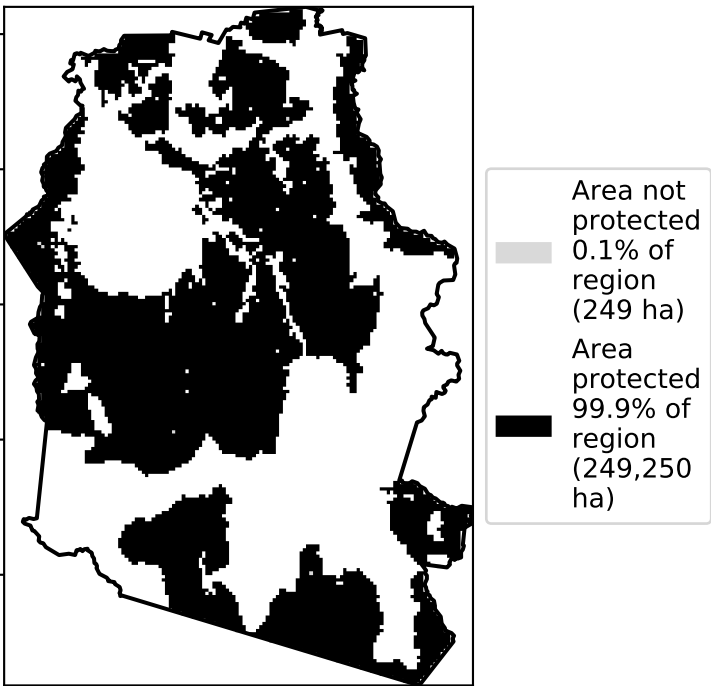 Area not
protected
0.1% of
region
(249 ha)
Area
protected
99.9% of
region
(249,250
ha)